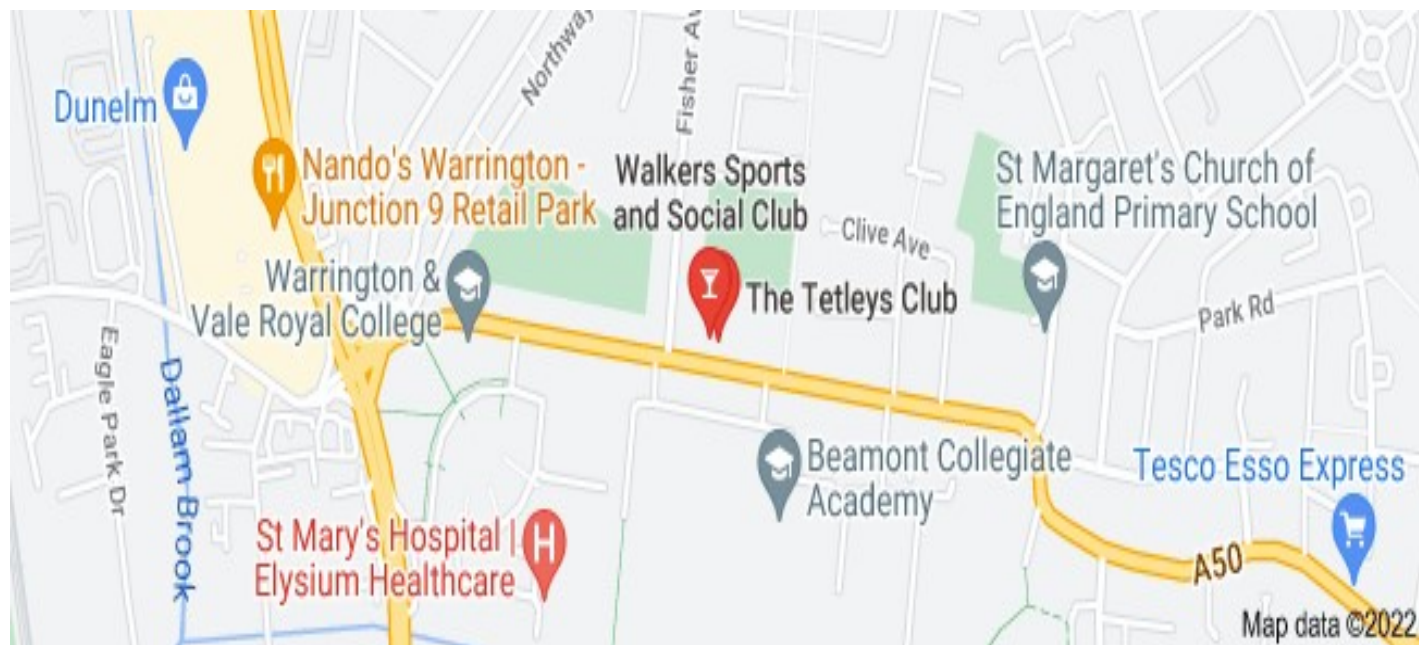 Northway
Fisher Av
Dunelm
Nando's Warrington -
Junction 9 Retail Park
Walkers Sports
and Social Club
St Margaret's Church of
England Primary School
Clive Ave
Warrington &
Vale Royal College
The Tetleys Club
Park Rd
Eagle Park Dr
Dallam Brook
Beamont Collegiate
Academy
Tesco Esso Express
St Mary's Hospital |
Elysium Healthcare
H
A50
Map data ©2022